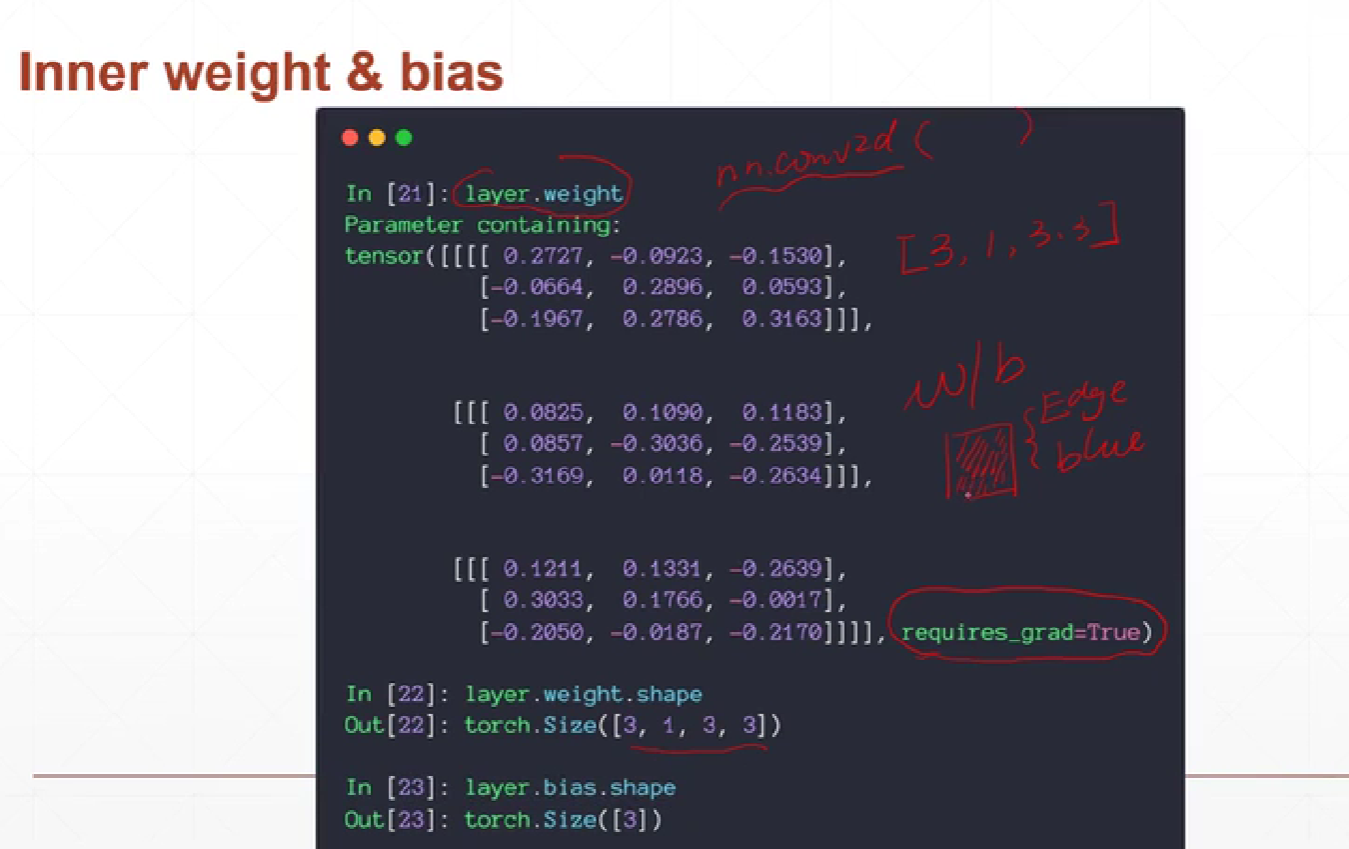 Inner weight & bias
nn.conv2d ( )
In [21]: layer.weight
Parameter containing:
tensor([[[[ 0.2727, -0.0923, -0.1530],
[3, 1, 3.3]
[-0.0664, 0.2896, 0.0593],
[-0.1967, 0.2786, 0.3163]]],
w/b
Edge
blue
[[[ 0.0825, 0.1090, 0.1183],
[ 0.0857, -0.3036, -0.2539],
[-0.3169, 0.0118, -0.2634]]],
[[[ 0.1211, 0.1331, -0.2639],
[ 0.3033, 0.1766, -0.0017],
[-0.2050, -0.0187, -0.2170]]]], requires_grad=True)
In [22]: layer.weight.shape
Out[22]: torch.Size([3, 1, 3, 3])
In [23]: layer.bias.shape
Out[23]: torch.Size([3])